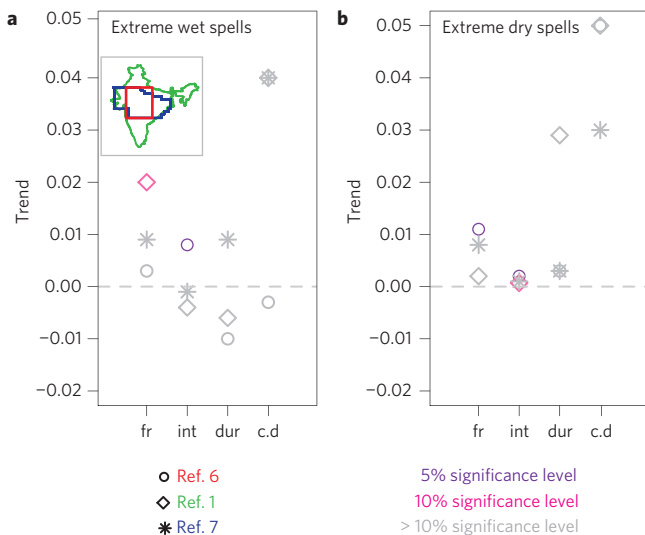 a
Extreme wet spells
Trend
0.05
0.04
0.03
0.02
0.01
0.00
−0.01
−0.02
fr int dur c.d
b
Extreme dry spells
Trend
0.05
0.04
0.03
0.02
0.01
0.00
−0.01
−0.02
fr int dur c.d
Ref. 6
Ref. 1
Ref. 7
5% significance level
10% significance level
> 10% significance level